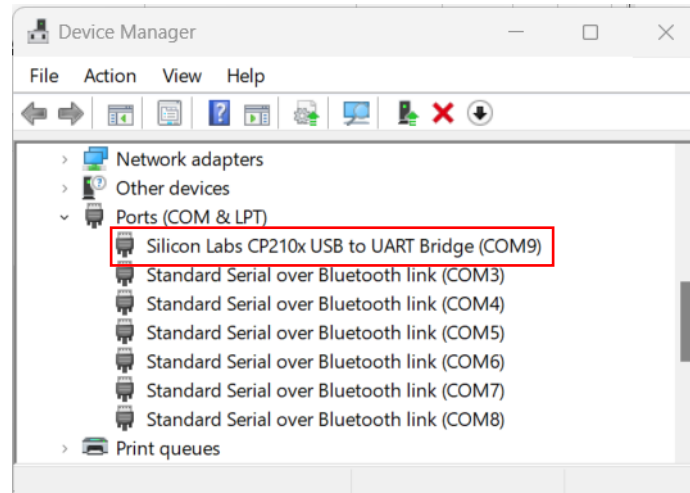 Device Manager
File Action View Help
Network adapters
Other devices
Ports (COM & LPT)
Silicon Labs CP210x USB to UART Bridge (COM9)
Standard Serial over Bluetooth link (COM3)
Standard Serial over Bluetooth link (COM4)
Standard Serial over Bluetooth link (COM5)
Standard Serial over Bluetooth link (COM6)
Standard Serial over Bluetooth link (COM7)
Standard Serial over Bluetooth link (COM8)
Print queues